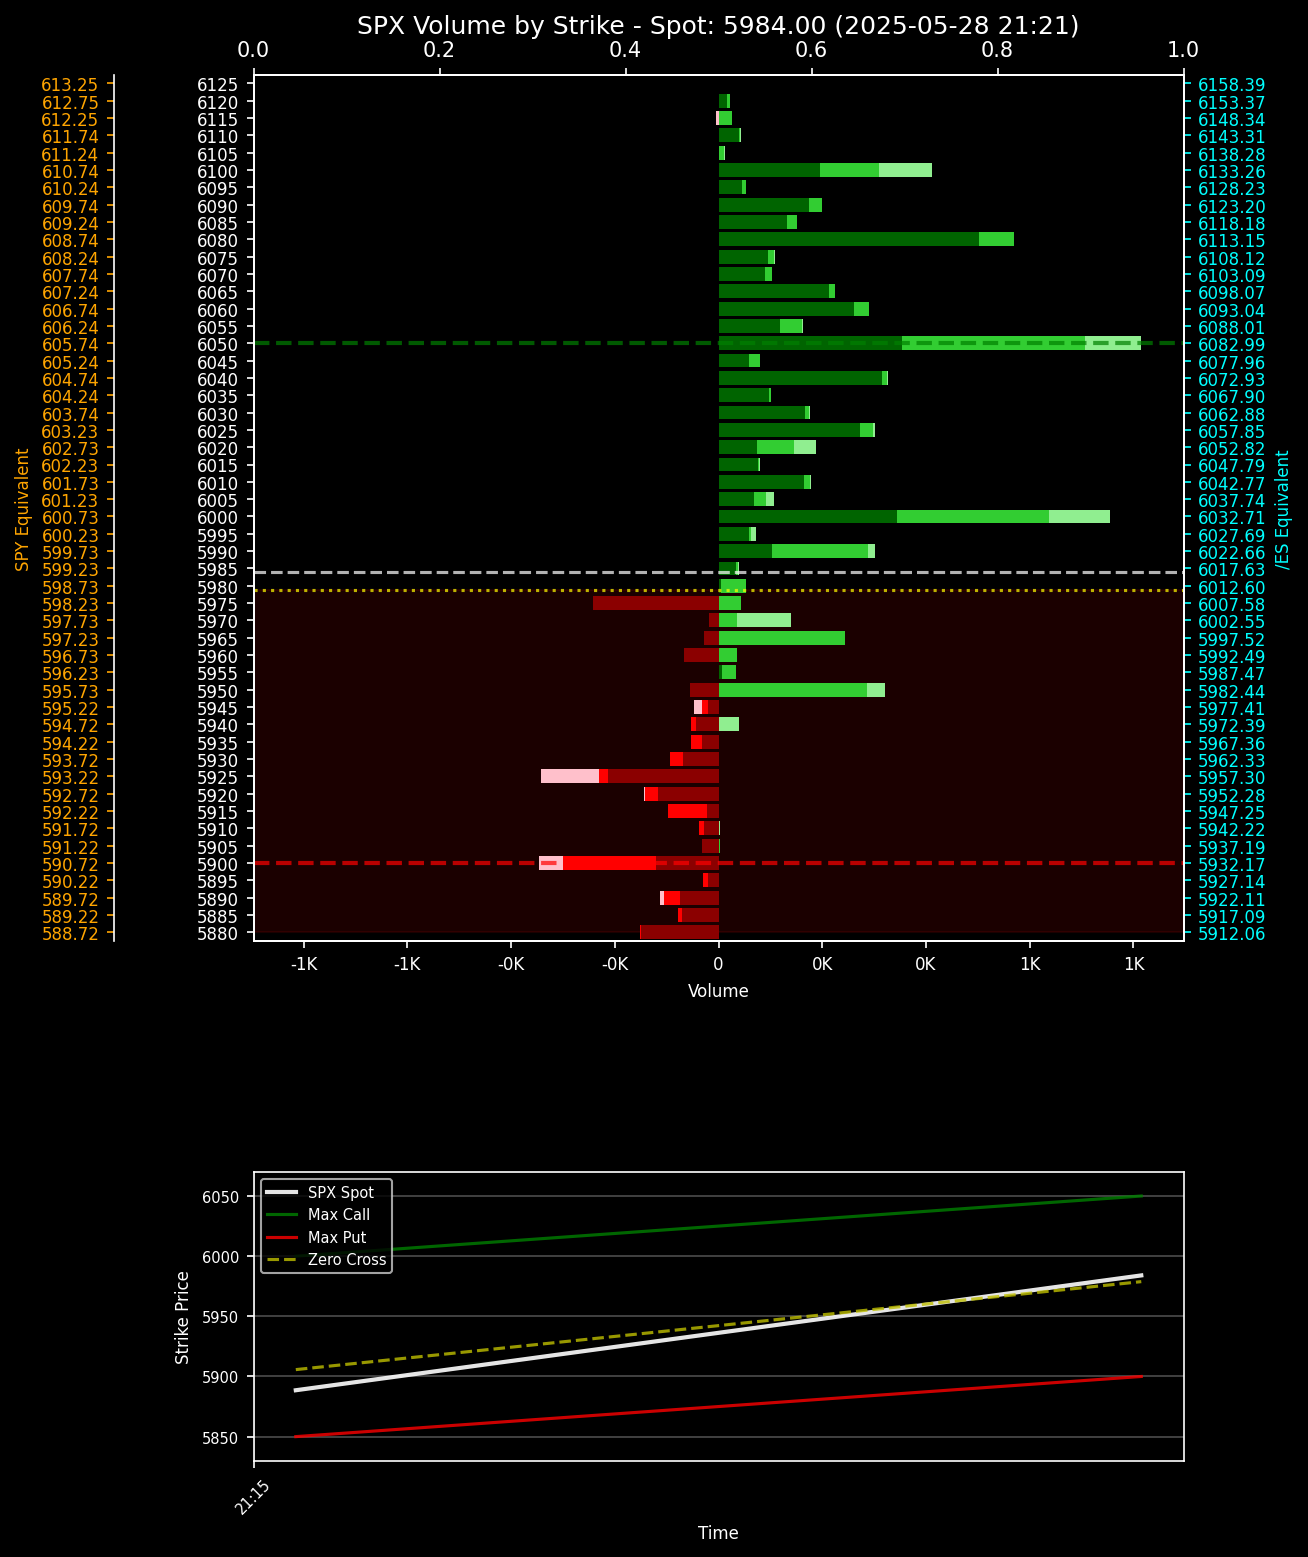 SPX Volume by Strike - Spot: 5984.00 (2025-05-28 21:21)
0.0 0.2 0.4 0.6 0.8 1.0
613.25 6125 6158.39
612.75 6120 6153.37
612.25 6115 6148.34
611.74 6110 6143.31
611.24 6105 6138.28
610.74 6100 6133.26
610.24 6095 6128.23
609.74 6090 6123.20
609.24 6085 6118.18
608.74 6080 6113.15
608.24 6075 6108.12
607.74 6070 6103.09
607.24 6065 6098.07
606.74 6060 6093.04
606.24 6055 6088.01
605.74 6050 6082.99
605.24 6045 6077.96
604.74 6040 6072.93
604.24 6035 6067.90
603.74 6030 6062.88
603.23 6025 6057.85
602.73 6020 6052.82
602.23 6015 6047.79
601.73 6010 6042.77
601.23 6005 6037.74
600.73 6000 6032.71
600.23 5995 6027.69
599.73 5990 6022.66
599.23 5985 6017.63
598.73 5980 6012.60
598.23 5975 6007.58
597.73 5970 6002.55
597.23 5965 5997.52
596.73 5960 5992.49
596.23 5955 5987.47
595.73 5950 5982.44
595.22 5945 5977.41
594.72 5940 5972.39
594.22 5935 5967.36
593.72 5930 5962.33
593.22 5925 5957.30
592.72 5920 5952.28
592.22 5915 5947.25
591.72 5910 5942.22
591.22 5905 5937.19
590.72 5900 5932.17
590.22 5895 5927.14
589.72 5890 5922.11
589.22 5885 5917.09
588.72 5880 5912.06
SPY Equivalent
/ES Equivalent
-1K -1K -0K -0K 0 0K 0K 1K 1K
Volume
SPX Spot
Max Call
Max Put
Zero Cross
6050
6000
5950
5900
5850
Strike Price
21:15
Time